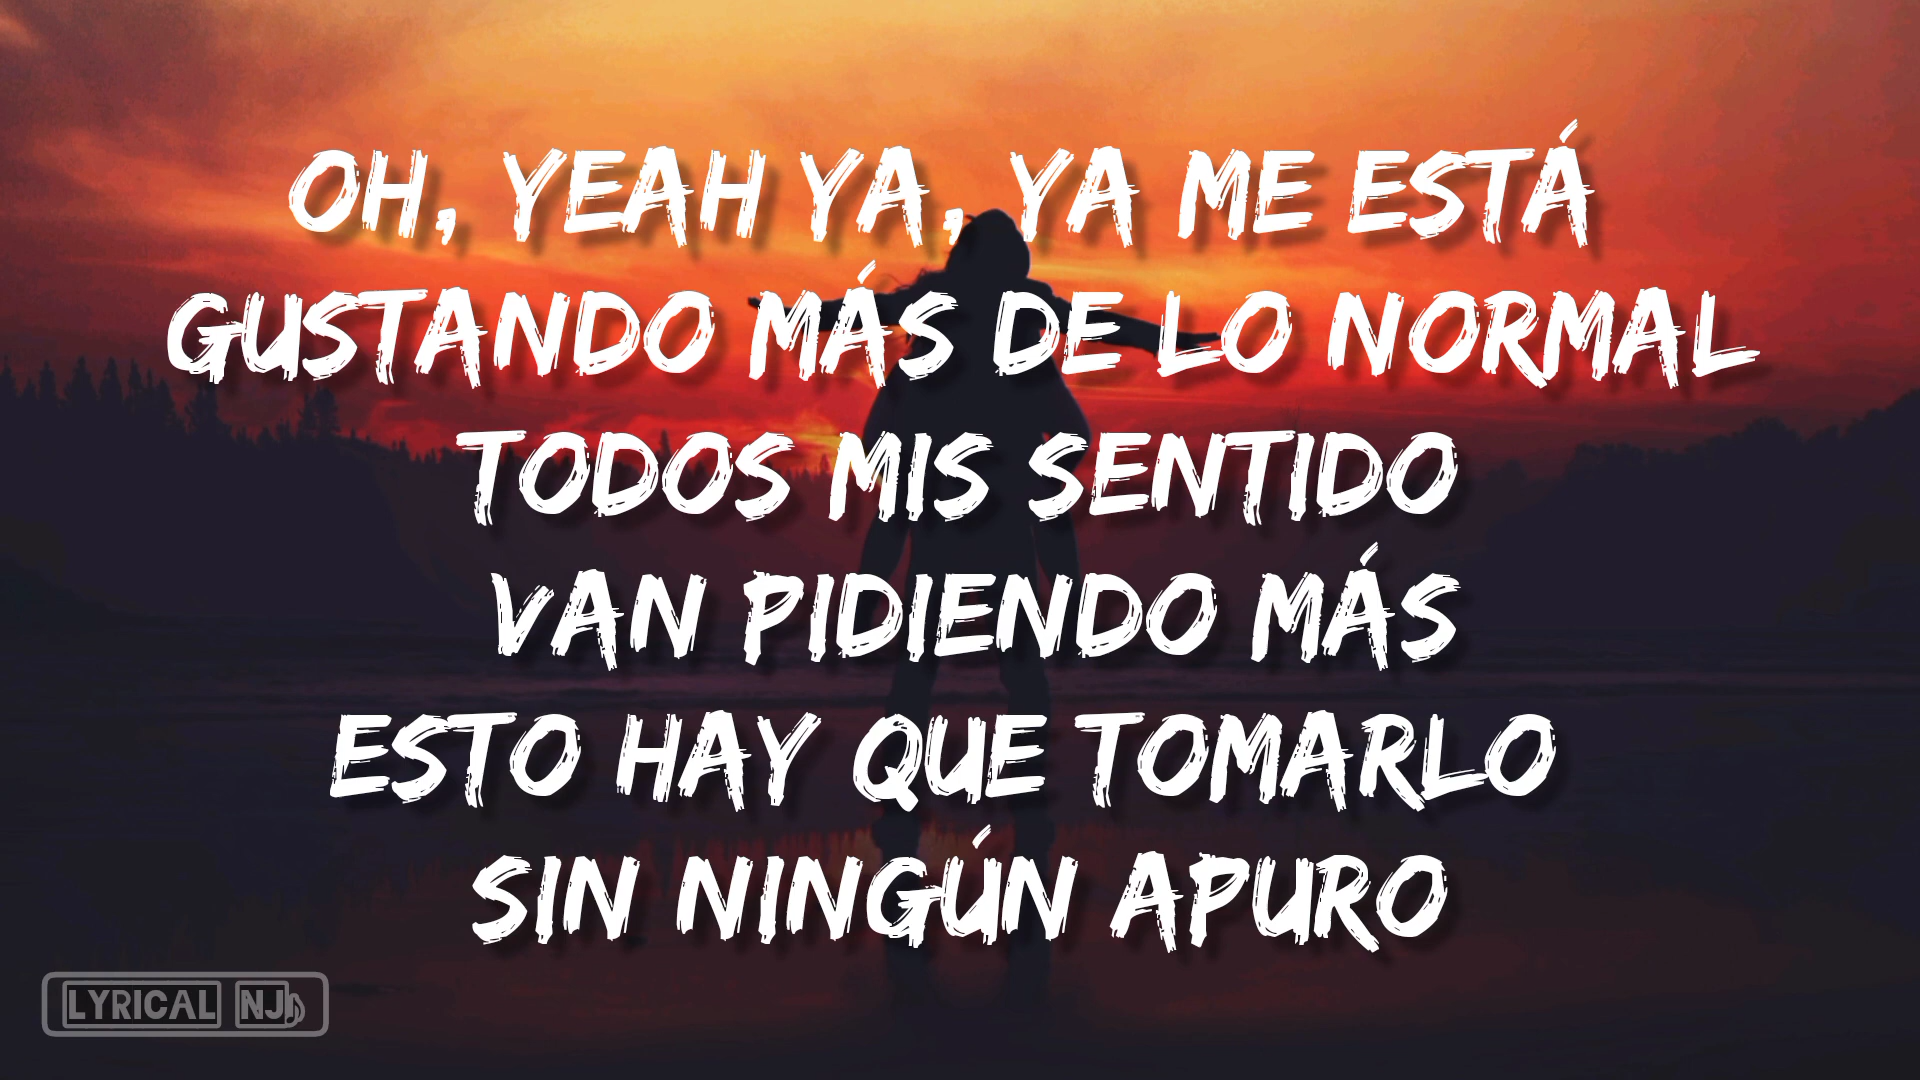 OH, YEAH YA, YA ME ESTÁ
GUSTANDO MÁS DE LO NORMAL
TODOS MIS SENTIDO
VAN PIDIENDO MÁS
ESTO HAY QUE TOMARLO
SIN NINGÚN APURO
LYRICAL NJ